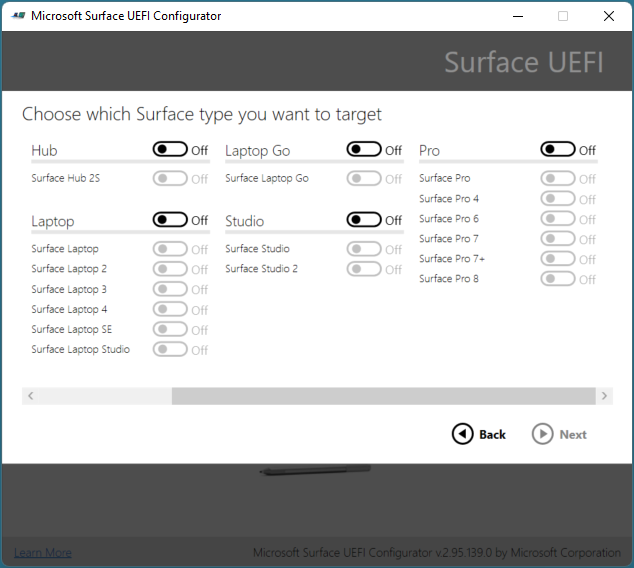 Microsoft Surface UEFI Configurator
Surface UEFI
Choose which Surface type you want to target
Hub Off
Surface Hub 2S Off
Laptop Off
Surface Laptop Off
Surface Laptop 2 Off
Surface Laptop 3 Off
Surface Laptop 4 Off
Surface Laptop SE Off
Surface Laptop Studio Off
Laptop Go Off
Surface Laptop Go Off
Studio Off
Surface Studio Off
Surface Studio 2 Off
Pro Off
Surface Pro Off
Surface Pro 4 Off
Surface Pro 6 Off
Surface Pro 7 Off
Surface Pro 7+ Off
Surface Pro 8 Off
Back Next
Learn More Microsoft Surface UEFI Configurator v.2.95.139.0 by Microsoft Corporation